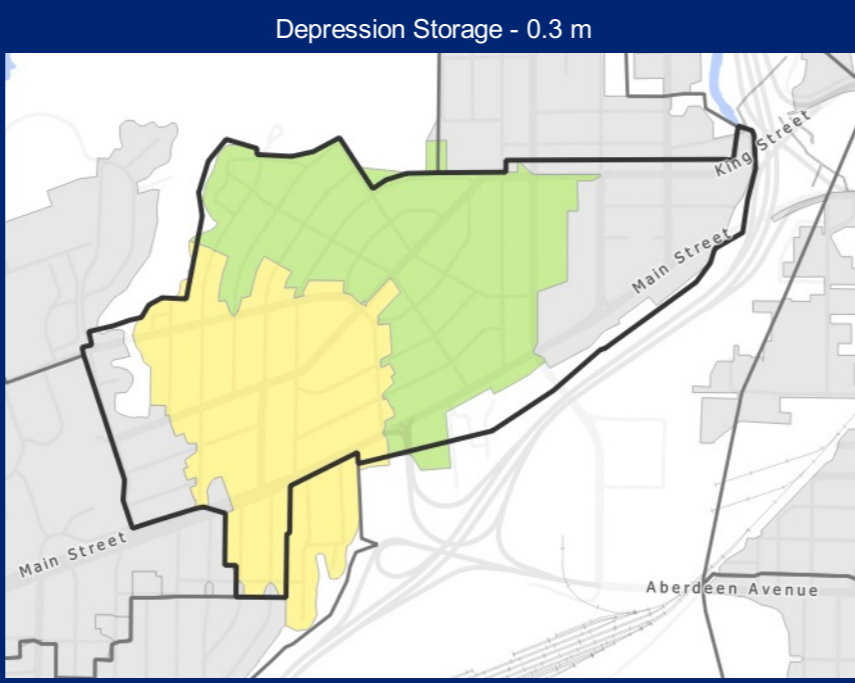 Depression Storage - 0.3 m
King Street
Main Street
Main Street
Aberdeen Avenue